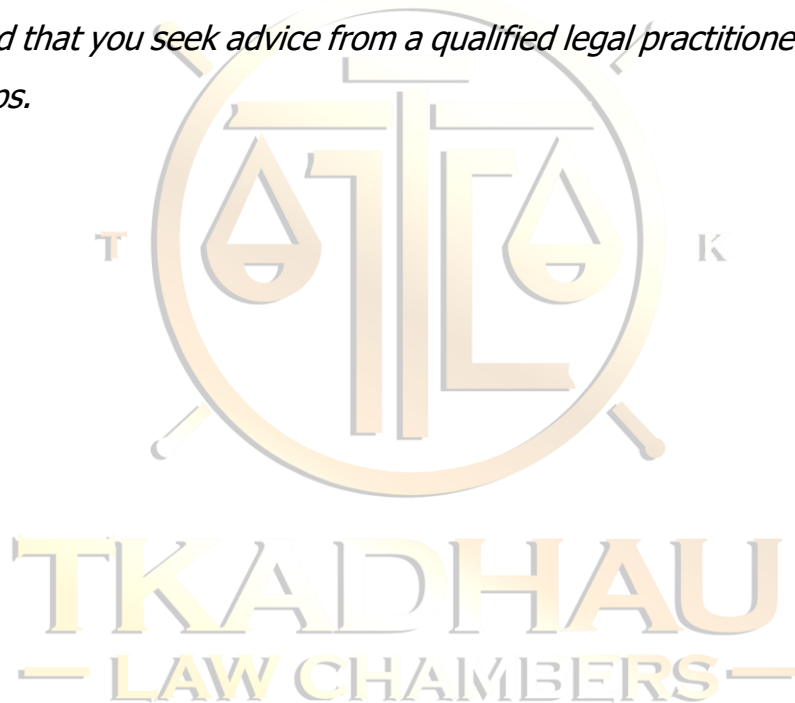 d that you seek advice from a qualified legal practitione
ps.
T K
TKADHAU
LAW CHAMBERS